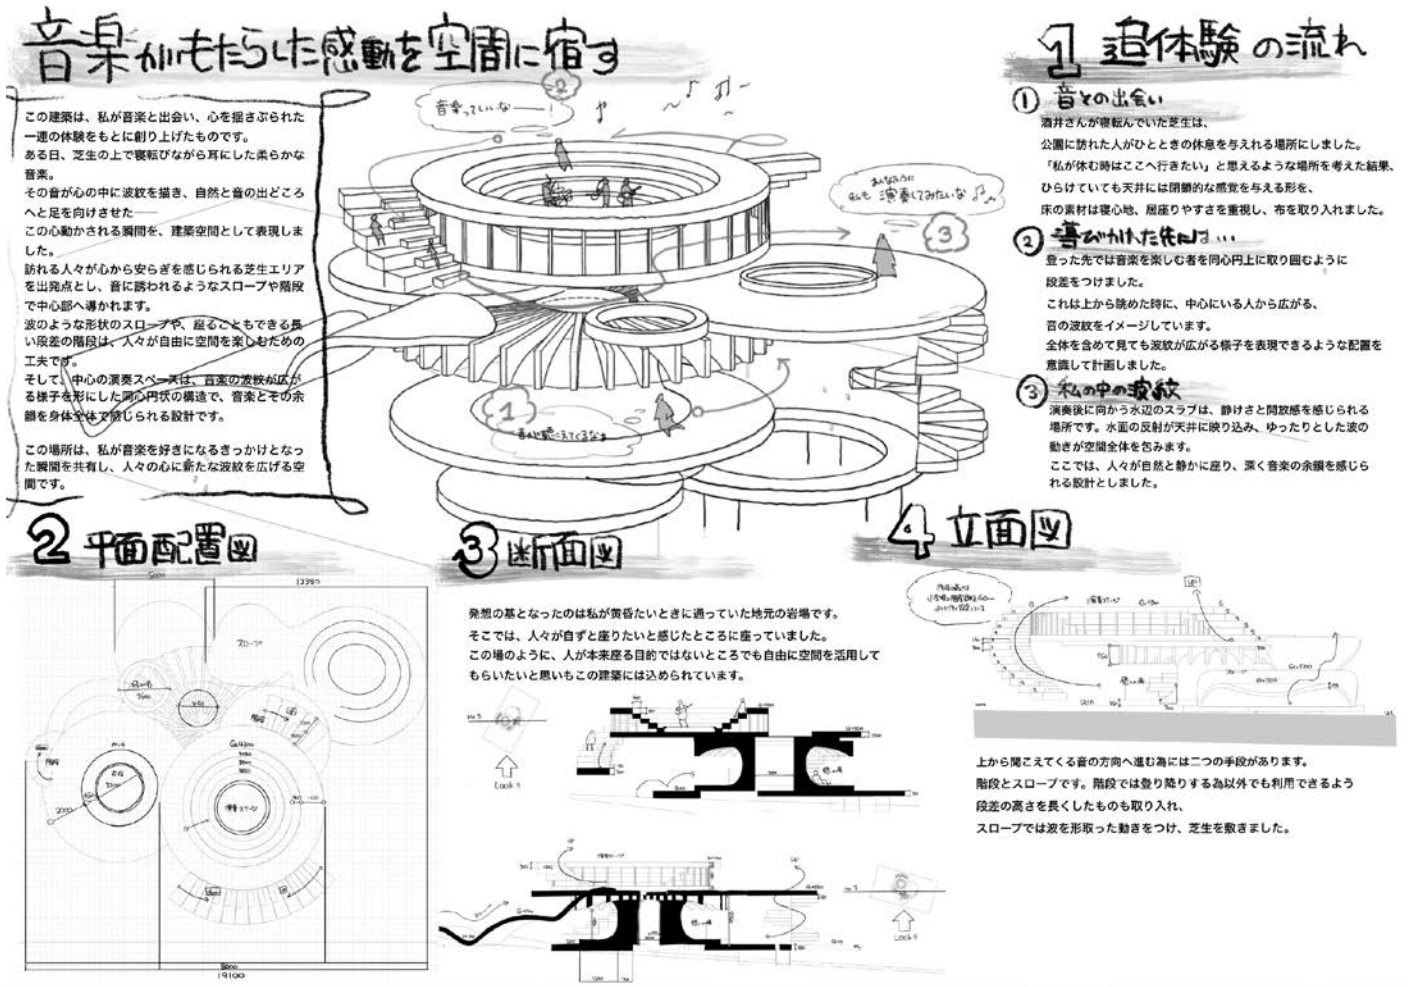 音楽がもたらした感動を空間に宿す
この建築は、私が音楽と出会い、心を揺さぶられた
一連の体験をもとに創り上げたものです。
ある日、芝生の上で寝転びながら耳にした柔らかな
音楽。
その音が心の中に波紋を描き、自然と音の出どころ
へと足を向けさせた──
この心動かされる瞬間を、建築空間として表現しま
した。
訪れる人々が心から安らぎを感じられる芝生エリア
を出発点とし、音に誘われるようなスロープや階段
で中心部へ導かれます。
波のような形状のスロープや、座ることもできる長
い段差の階段は、人々が自由に空間を楽しむための
工夫です。
そして、中心の演奏スペースは、音楽の波紋が広が
る様子を形にした同心円状の構造で、音楽とその余
韻を身体全体で感じられる設計です。
この場所は、私が音楽を好きになるきっかけとなっ
た瞬間を共有し、人々の心に新たな波紋を広げる空
間です。
2
音楽っていいな——！
私も 演奏してみたいな
3
1
1 追体験の流れ
① 音との出会い
酒井さんが寝転んでいた芝生は、
公園に訪れた人がひとときの休息を与えれる場所にしました。
「私が休む時はここへ行きたい」と思えるような場所を考えた結果、
ひらけていても天井には閉鎖的な感覚を与える形を、
床の素材は寝心地、居座りやすさを重視し、布を取り入れました。
② 導びかれた先には…
登った先では音楽を楽しむ者を同心円上に取り囲むように
段差をつけました。
これは上から眺めた時に、中心にいる人から広がる、
音の波紋をイメージしています。
全体を含めて見ても波紋が広がる様子を表現できるような配置を
意識して計画しました。
③ 私の中の波紋
演奏後に向かう水辺のスラブは、静けさと開放感を感じられる
場所です。水面の反射が天井に映り込み、ゆったりとした波の
動きが空間全体を包みます。
ここでは、人々が自然と静かに座り、深く音楽の余韻を感じら
れる設計としました。
2 平面配置図
12380
スロープ
階段
演奏ステージ
2000
8000
19100
3 断面図
発想の基となったのは私が黄昏たいときに通っていた地元の岩場です。
そこでは、人々が自ずと座りたいと感じたところに座っていました。
この場のように、人が本来座る目的ではないところでも自由に空間を活用して
もらいたいと思いもこの建築には込められています。
Look↑
憩いの場
演奏ステージ
憩いの場
Look↑
4 立面図
演奏ステージ
憩いの場
上から聞こえてくる音の方向へ進む為には二つの手段があります。
階段とスロープです。階段では登り降りする為以外でも利用できるよう
段差の高さを長くしたものも取り入れ、
スロープでは波を形取った動きをつけ、芝生を敷きました。